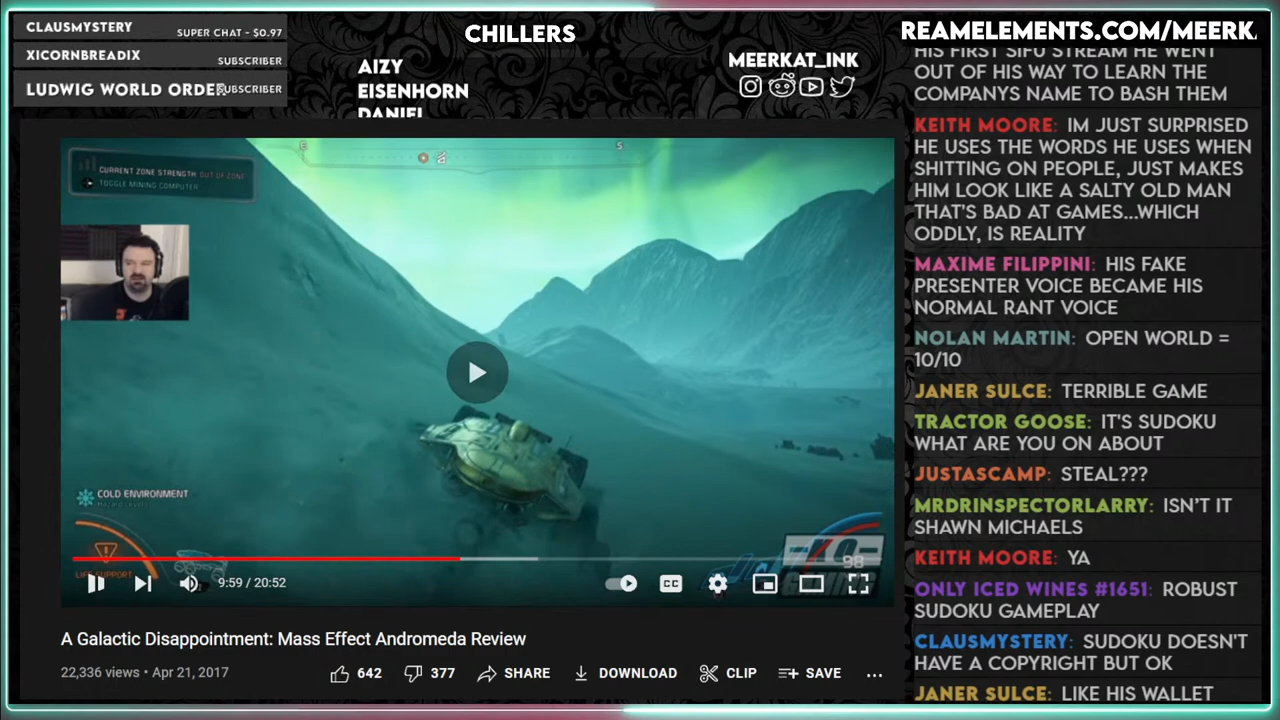 CLAUSMYSTERY
SUPER CHAT - $0.97
XICORNBREADIX
SUBSCRIBER
LUDWIG WORLD ORDER
SUBSCRIBER
CHILLERS
AIZY
EISENHORN
DANIEL
MEERKAT_INK
REAMELEMENTS.COM/MEERK
CURRENT ZONE STRENGTH: OUT OF ZONE
TOGGLE MINING COMPUTER
E
S
COLD ENVIRONMENT
LIFE SUPPORT
98
9:59 / 20:52
CC
A Galactic Disappointment: Mass Effect Andromeda Review
22,336 views • Apr 21, 2017
642
377
SHARE
DOWNLOAD
CLIP
SAVE
HIS FIRST SIFU STREAM HE WENT
OUT OF HIS WAY TO LEARN THE
COMPANYS NAME TO BASH THEM
KEITH MOORE: IM JUST SURPRISED
HE USES THE WORDS HE USES WHEN
SHITTING ON PEOPLE, JUST MAKES
HIM LOOK LIKE A SALTY OLD MAN
THAT'S BAD AT GAMES...WHICH
ODDLY, IS REALITY
MAXIME FILIPPINI: HIS FAKE
PRESENTER VOICE BECAME HIS
NORMAL RANT VOICE
NOLAN MARTIN: OPEN WORLD =
10/10
JANER SULCE: TERRIBLE GAME
TRACTOR GOOSE: IT'S SUDOKU
WHAT ARE YOU ON ABOUT
JUSTASCAMP: STEAL???
MRDRINSPECTORLARRY: ISN'T IT
SHAWN MICHAELS
KEITH MOORE: YA
ONLY ICED WINES #1651: ROBUST
SUDOKU GAMEPLAY
CLAUSMYSTERY: SUDOKU DOESN'T
HAVE A COPYRIGHT BUT OK
JANER SULCE: LIKE HIS WALLET